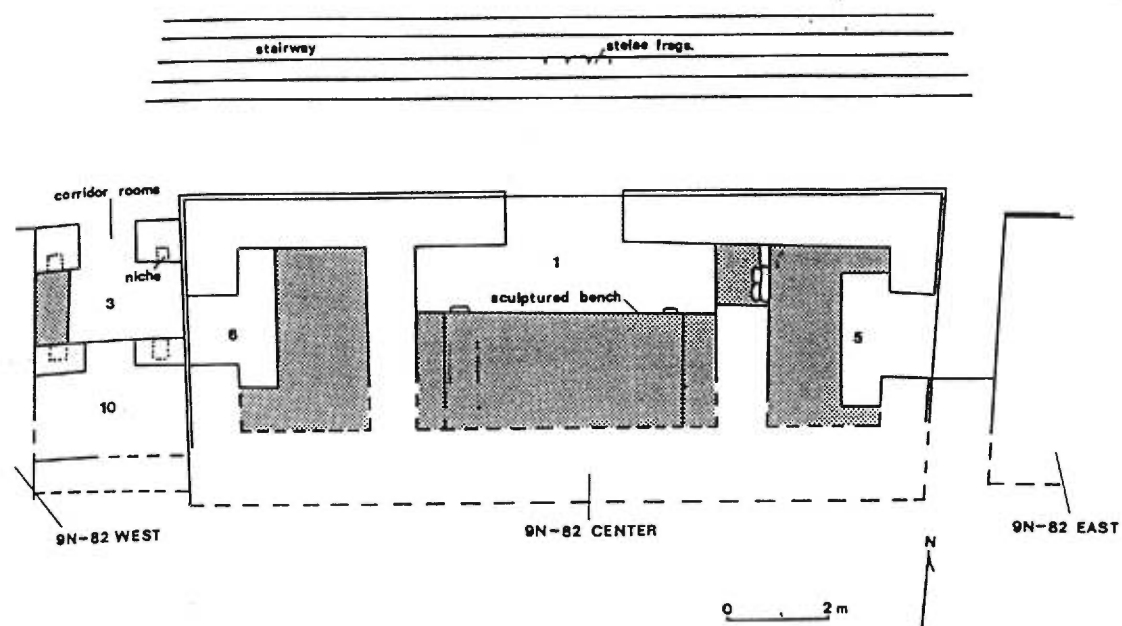 stairway
stelae frags.
corridor rooms
niche
1
sculptured bench
3
6
5
10
9N-82 WEST
9N-82 CENTER
9N-82 EAST
N
0 2 m